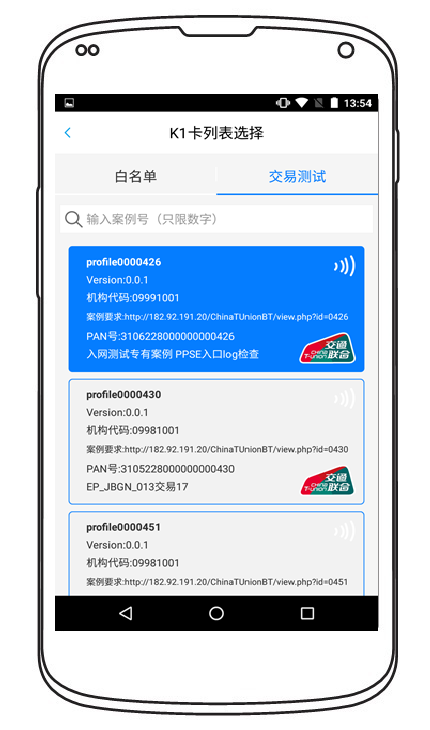 13:54
K1卡列表选择
白名单
交易测试
输入案例号（只限数字）
profile0000426
Version:0.0.1
机构代码:09991001
案例要求:http://182.92.191.20/ChinaTUnionBT/view.php?id=0426
PAN号:3106228000000000426
入网测试专有案例 PPSE入口log检查
交通
CHINA T-UNION 联合
profile0000430
Version:0.0.1
机构代码:09981001
案例要求:http://182.92.191.20/ChinaTUnionBT/view.php?id=0430
PAN号:3105228000000000430
EP_JBGN_013交易17
交通
CHINA T-UNION 联合
profile0000451
Version:0.0.1
机构代码:09981001
案例要求:http://182.92.191.20/ChinaTUnionBT/view.php?id=0451